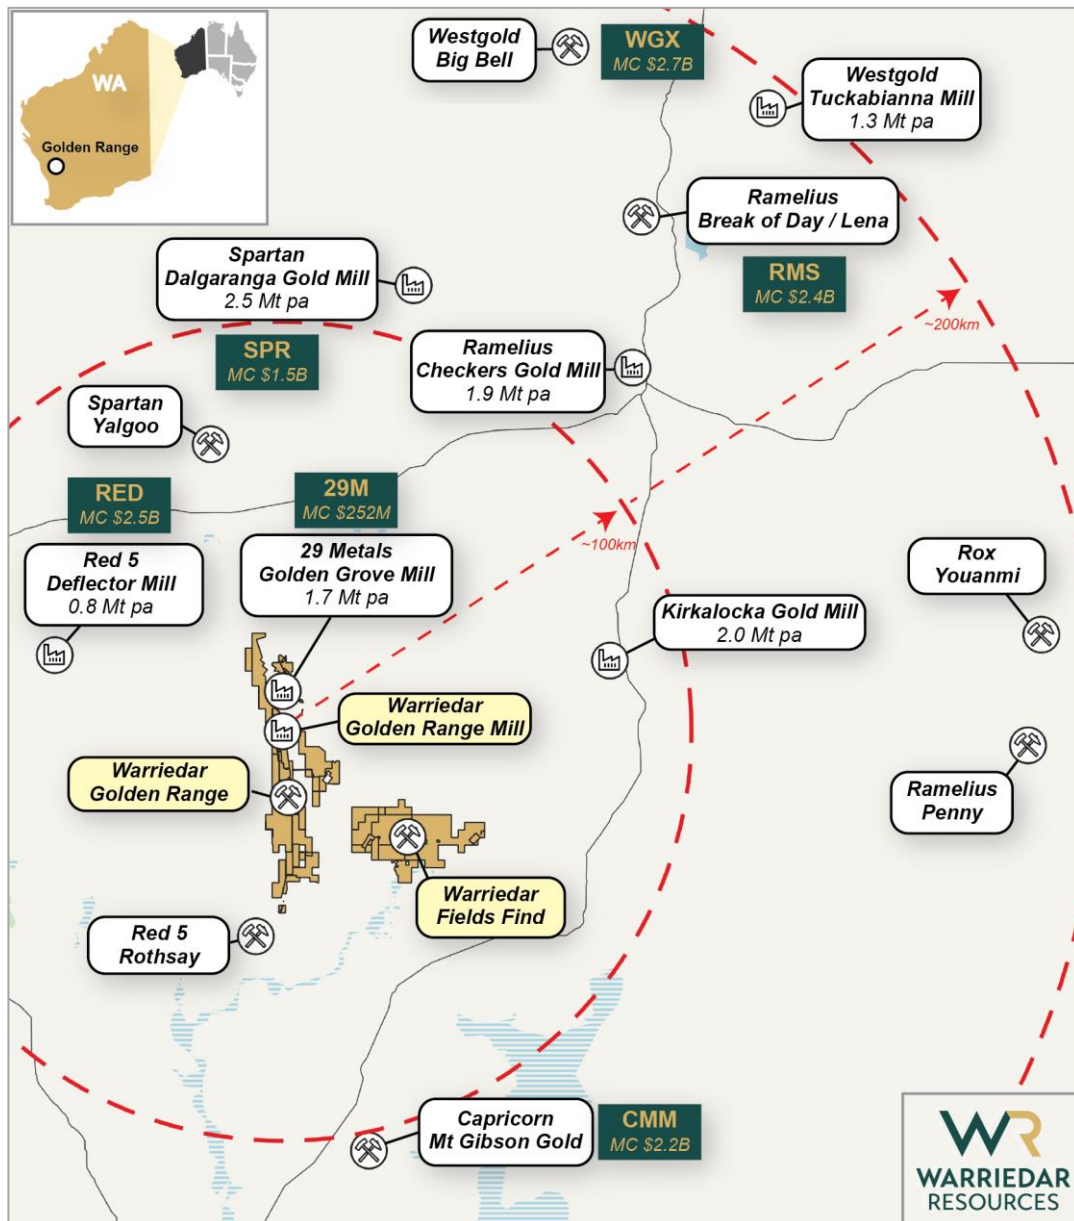 WA
Golden Range
Westgold
Big Bell
WGX
MC $2.7B
Westgold
Tuckabianna Mill
1.3 Mt pa
Ramelius
Break of Day / Lena
RMS
MC $2.4B
Spartan
Dalgaranga Gold Mill
2.5 Mt pa
SPR
MC $1.5B
Ramelius
Checkers Gold Mill
1.9 Mt pa
~200km
Spartan
Yalgoo
RED
MC $2.5B
29M
MC $252M
Red 5
Deflector Mill
0.8 Mt pa
29 Metals
Golden Grove Mill
1.7 Mt pa
~100km
Rox
Youanmi
Kirkalocka Gold Mill
2.0 Mt pa
Warriedar
Golden Range Mill
Warriedar
Golden Range
Ramelius
Penny
Warriedar
Fields Find
Red 5
Rothsay
Capricorn
Mt Gibson Gold
CMM
MC $2.2B
WR
WARRIEDAR
RESOURCES